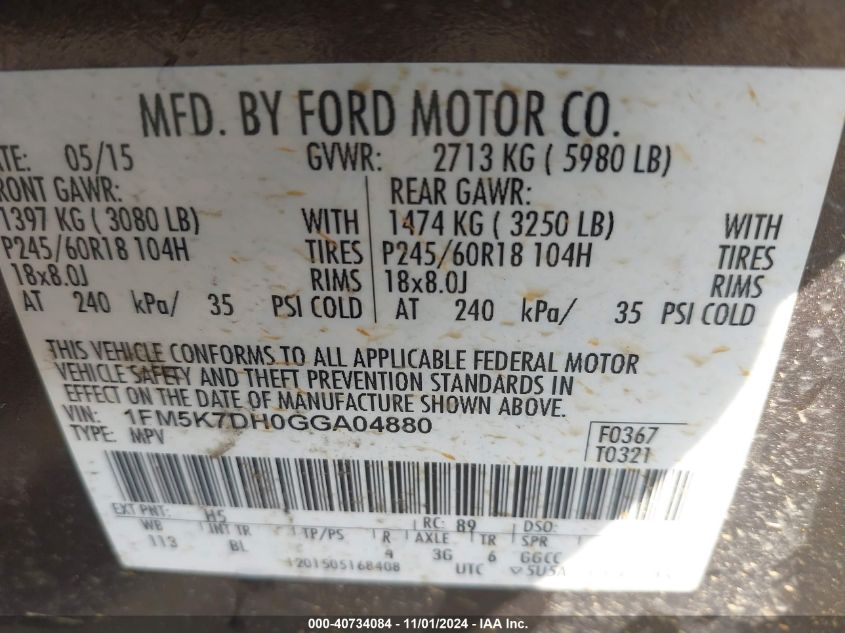 MFD. BY FORD MOTOR CO.
ATE: 05/15 GVWR: 2713 KG ( 5980 LB)
RONT GAWR: REAR GAWR:
1397 KG ( 3080 LB) WITH 1474 KG ( 3250 LB) WITH
P245/60R18 104H TIRES P245/60R18 104H TIRES
18x8.0J RIMS 18x8.0J RIMS
AT 240 kPa/ 35 PSI COLD AT 240 kPa/ 35 PSI COLD
THIS VEHICLE CONFORMS TO ALL APPLICABLE FEDERAL MOTOR
VEHICLE SAFETY AND THEFT PREVENTION STANDARDS IN
EFFECT ON THE DATE OF MANUFACTURE SHOWN ABOVE.
VIN: 1FM5K7DH0GGA04880
TYPE: MPV
F0367
T0321
EXT PNT: H5 RC: 89 DSO:
WB INT TR TP/PS R AXLE TR SPR
113 BL 4 3G 6 GGCC
1201505168408 UTC
000-40734084 - 11/01/2024 - IAA Inc.